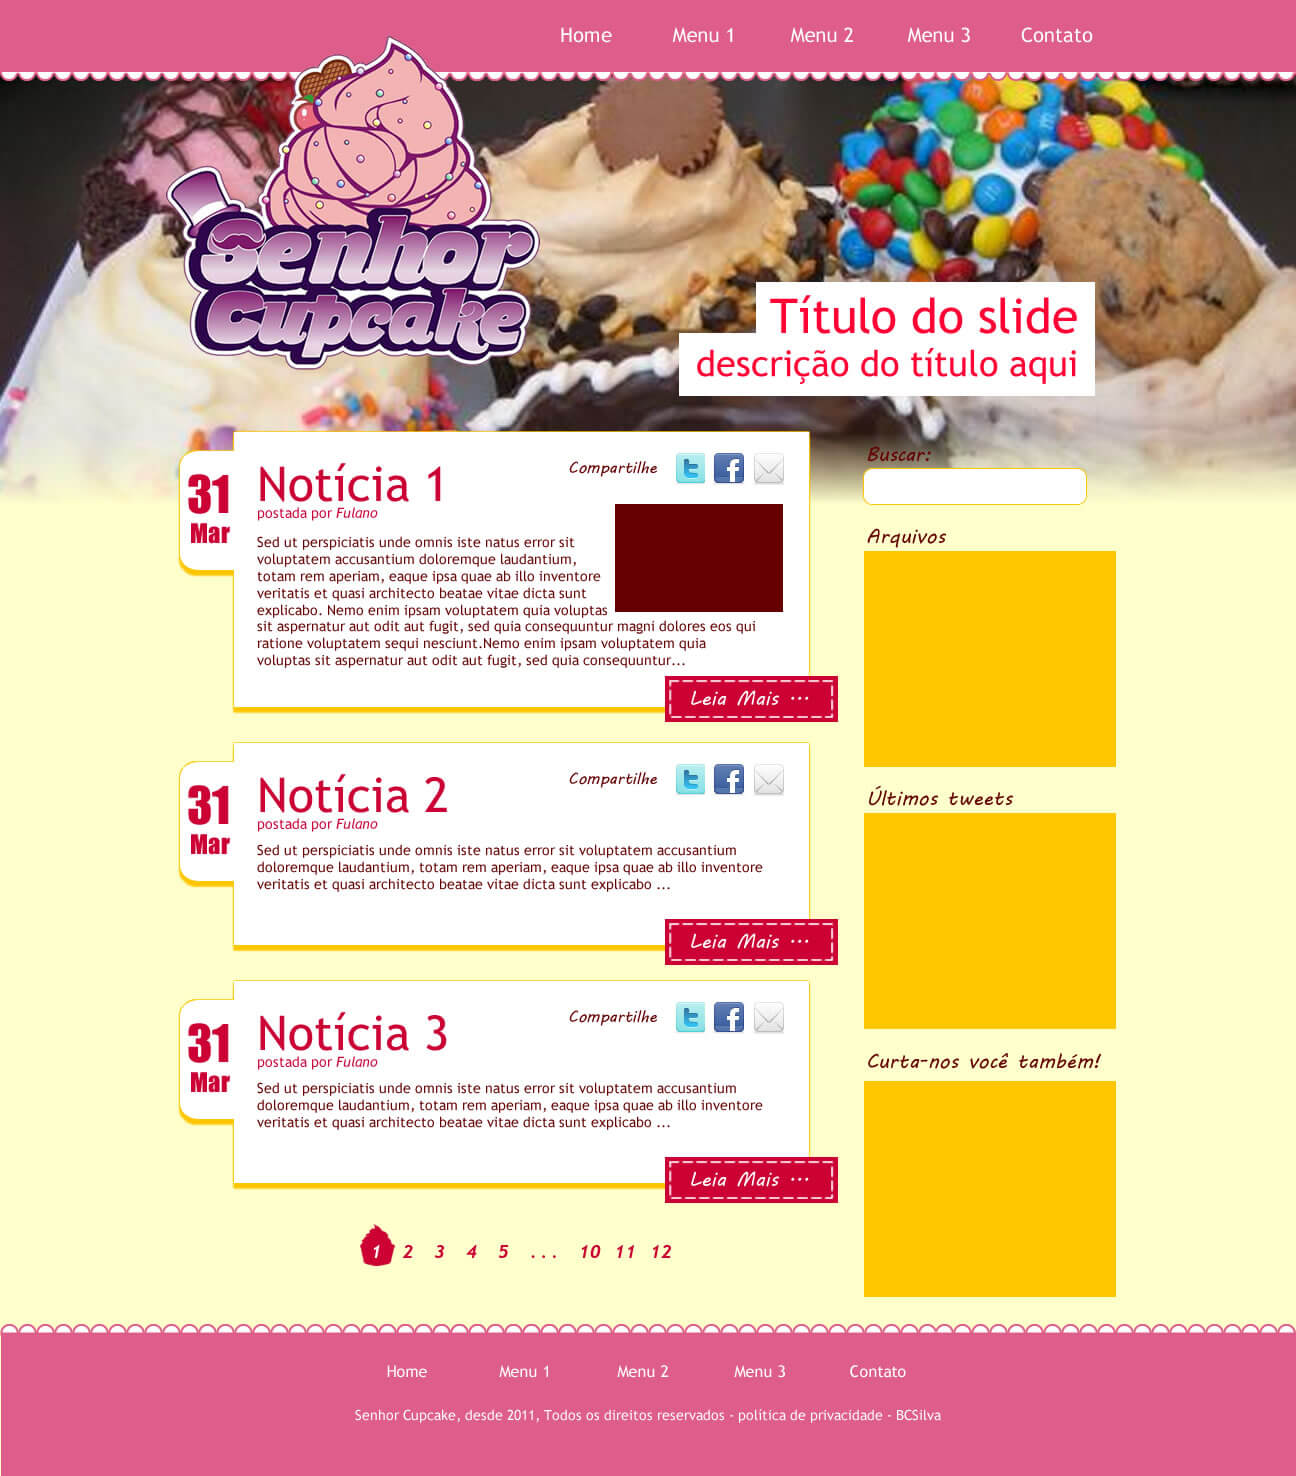 Home Menu 1 Menu 2 Menu 3 Contato
Senhor
Cupcake
Título do slide
descrição do título aqui
31
Mar
Notícia 1
postada por Fulano
Compartilhe
Sed ut perspiciatis unde omnis iste natus error sit
voluptatem accusantium doloremque laudantium,
totam rem aperiam, eaque ipsa quae ab illo inventore
veritatis et quasi architecto beatae vitae dicta sunt
explicabo. Nemo enim ipsam voluptatem quia voluptas
sit aspernatur aut odit aut fugit, sed quia consequuntur magni dolores eos qui
ratione voluptatem sequi nesciunt.Nemo enim ipsam voluptatem quia
voluptas sit aspernatur aut odit aut fugit, sed quia consequuntur...
Leia Mais ...
31
Mar
Notícia 2
postada por Fulano
Compartilhe
Sed ut perspiciatis unde omnis iste natus error sit voluptatem accusantium
doloremque laudantium, totam rem aperiam, eaque ipsa quae ab illo inventore
veritatis et quasi architecto beatae vitae dicta sunt explicabo ...
Leia Mais ...
31
Mar
Notícia 3
postada por Fulano
Compartilhe
Sed ut perspiciatis unde omnis iste natus error sit voluptatem accusantium
doloremque laudantium, totam rem aperiam, eaque ipsa quae ab illo inventore
veritatis et quasi architecto beatae vitae dicta sunt explicabo ...
Leia Mais ...
1 2 3 4 5 ... 10 11 12
Buscar:
Arquivos
Últimos tweets
Curta-nos você também!
Home Menu 1 Menu 2 Menu 3 Contato
Senhor Cupcake, desde 2011, Todos os direitos reservados - política de privacidade - BCSilva